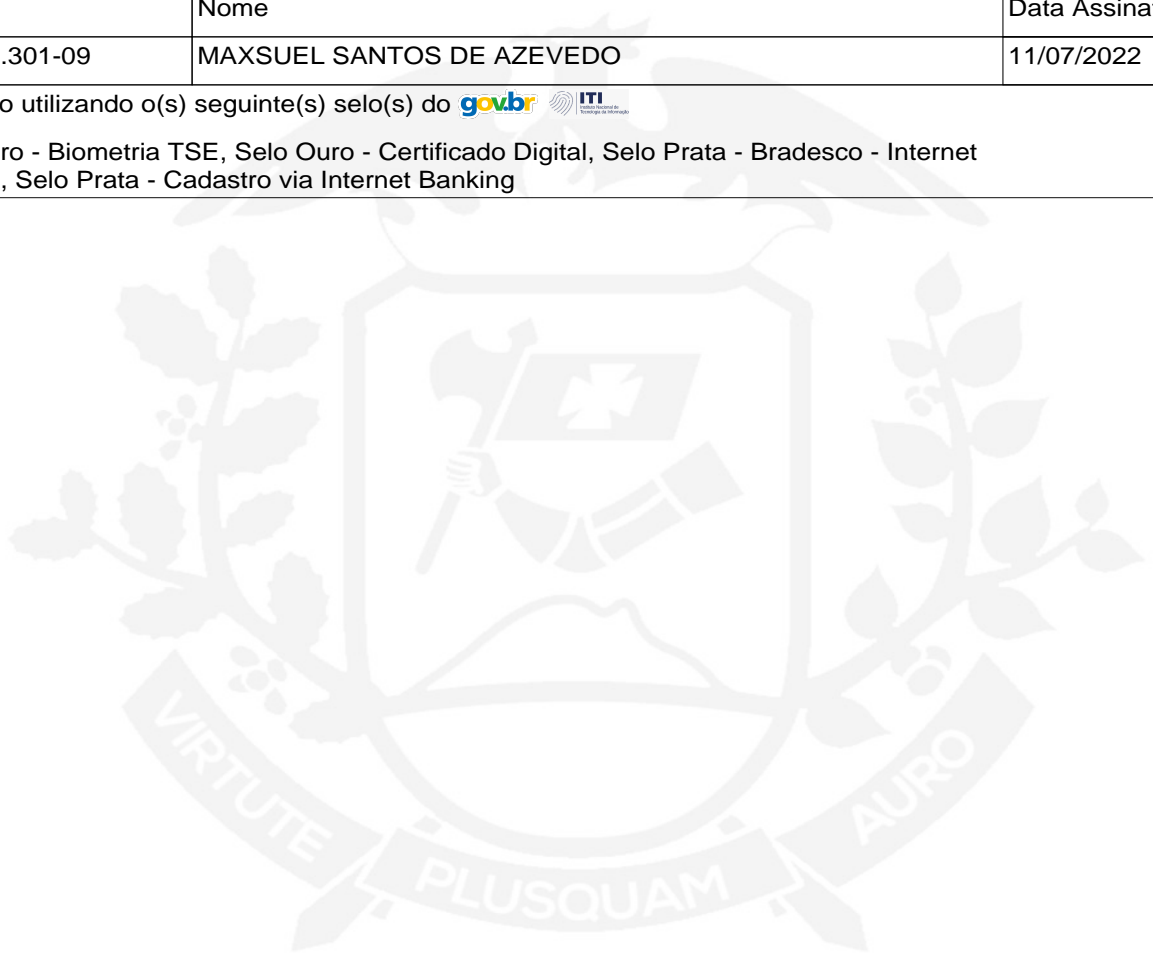 Nome Data Assina
.301-09 MAXSUEL SANTOS DE AZEVEDO 11/07/2022
o utilizando o(s) seguinte(s) selo(s) do gov.br ITI
ro - Biometria TSE, Selo Ouro - Certificado Digital, Selo Prata - Bradesco - Internet
, Selo Prata - Cadastro via Internet Banking
VIRTUTE PLUSQUAM AURO